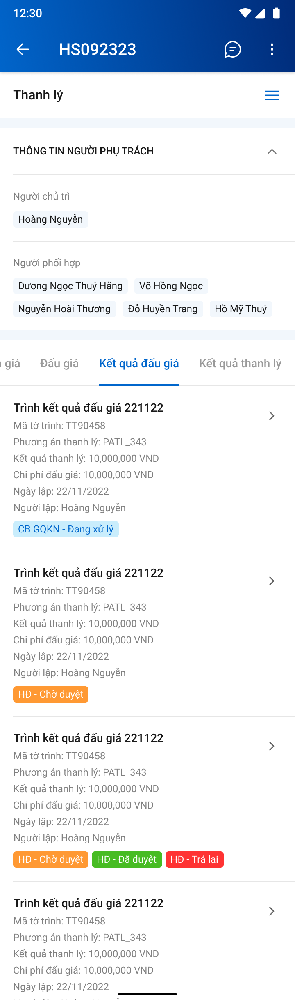 12:30
HS092323
Thanh lý
THÔNG TIN NGƯỜI PHỤ TRÁCH
Người chủ trì
Hoàng Nguyễn
Người phối hợp
Dương Ngọc Thuý Hằng Võ Hồng Ngọc
Nguyễn Hoài Thương Đỗ Huyền Trang Hồ Mỹ Thuý
giá Đấu giá Kết quả đấu giá Kết quả thanh lý
Trình kết quả đấu giá 221122
Mã tờ trình: TT90458
Phương án thanh lý: PATL_343
Kết quả thanh lý: 10,000,000 VND
Chi phí đấu giá: 10,000,000 VND
Ngày lập: 22/11/2022
Người lập: Hoàng Nguyễn
CB GQKN - Đang xử lý
Trình kết quả đấu giá 221122
Mã tờ trình: TT90458
Phương án thanh lý: PATL_343
Kết quả thanh lý: 10,000,000 VND
Chi phí đấu giá: 10,000,000 VND
Ngày lập: 22/11/2022
Người lập: Hoàng Nguyễn
HĐ - Chờ duyệt
Trình kết quả đấu giá 221122
Mã tờ trình: TT90458
Phương án thanh lý: PATL_343
Kết quả thanh lý: 10,000,000 VND
Chi phí đấu giá: 10,000,000 VND
Ngày lập: 22/11/2022
Người lập: Hoàng Nguyễn
HĐ - Chờ duyệt HĐ - Đã duyệt HĐ - Trả lại
Trình kết quả đấu giá 221122
Mã tờ trình: TT90458
Phương án thanh lý: PATL_343
Kết quả thanh lý: 10,000,000 VND
Chi phí đấu giá: 10,000,000 VND
Ngày lập: 22/11/2022